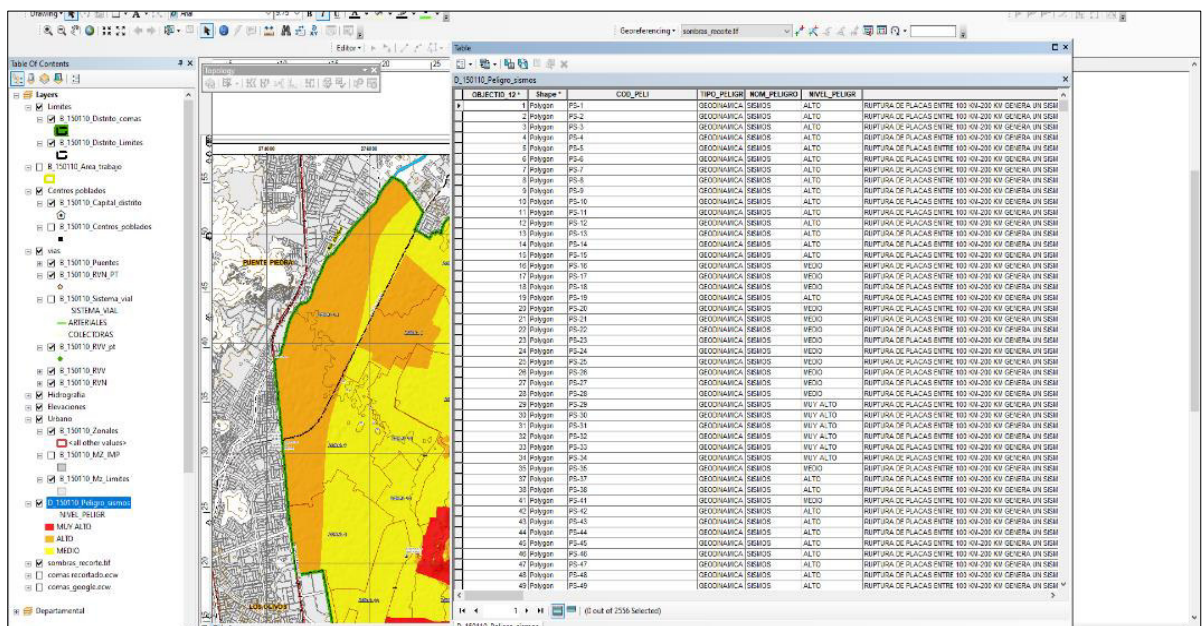 Drawing
Arial
9.75
B I U A
Georeferencing
sombras_recorte.tif
Editor
Table Of Contents
Layers
Limites
B_150110_Distrito_comas
B_150110_Distrito_Limites
B_150110_Area_trabajo
Centros poblados
B_150110_Capital_distrito
B_150110_Centros_poblados
vias
B_150110_Puentes
B_150110_RVN_PT
B_150110_Sistema_vial
SISTEMA_VIAL
ARTERIALES
COLECTORAS
B_150110_RVV_pt
B_150110_RVV
B_150110_RVN
Hidrografia
Elevaciones
Urbano
B_150110_Zonales
<all other values>
B_150110_MZ_IMP
B_150110_Mz_Limites
D_150110_Peligro_sismos
NIVEL_PELIGR
MUY ALTO
ALTO
MEDIO
sombras_recorte.tif
comas recortado.ecw
comas_google.ecw
Departamental
Topology
20
25
PUENTE PIEDRA
LOS OLIVOS
Table
D_150110_Peligro_sismos
OBJECTID_12 * Shape * COD_PELI TIPO_PELIGR NOM_PELIGRO NIVEL_PELIGR
1 Polygon PS-1 GEODINAMICA SISMOS ALTO RUPTURA DE PLACAS ENTRE 100 KM-200 KM GENERA UN SISM
2 Polygon PS-2 GEODINAMICA SISMOS ALTO RUPTURA DE PLACAS ENTRE 100 KM-200 KM GENERA UN SISM
3 Polygon PS-3 GEODINAMICA SISMOS ALTO RUPTURA DE PLACAS ENTRE 100 KM-200 KM GENERA UN SISM
4 Polygon PS-4 GEODINAMICA SISMOS ALTO RUPTURA DE PLACAS ENTRE 100 KM-200 KM GENERA UN SISM
5 Polygon PS-5 GEODINAMICA SISMOS ALTO RUPTURA DE PLACAS ENTRE 100 KM-200 KM GENERA UN SISM
6 Polygon PS-6 GEODINAMICA SISMOS ALTO RUPTURA DE PLACAS ENTRE 100 KM-200 KM GENERA UN SISM
7 Polygon PS-7 GEODINAMICA SISMOS ALTO RUPTURA DE PLACAS ENTRE 100 KM-200 KM GENERA UN SISM
8 Polygon PS-8 GEODINAMICA SISMOS ALTO RUPTURA DE PLACAS ENTRE 100 KM-200 KM GENERA UN SISM
9 Polygon PS-9 GEODINAMICA SISMOS ALTO RUPTURA DE PLACAS ENTRE 100 KM-200 KM GENERA UN SISM
10 Polygon PS-10 GEODINAMICA SISMOS ALTO RUPTURA DE PLACAS ENTRE 100 KM-200 KM GENERA UN SISM
11 Polygon PS-11 GEODINAMICA SISMOS ALTO RUPTURA DE PLACAS ENTRE 100 KM-200 KM GENERA UN SISM
12 Polygon PS-12 GEODINAMICA SISMOS ALTO RUPTURA DE PLACAS ENTRE 100 KM-200 KM GENERA UN SISM
13 Polygon PS-13 GEODINAMICA SISMOS ALTO RUPTURA DE PLACAS ENTRE 100 KM-200 KM GENERA UN SISM
14 Polygon PS-14 GEODINAMICA SISMOS ALTO RUPTURA DE PLACAS ENTRE 100 KM-200 KM GENERA UN SISM
15 Polygon PS-15 GEODINAMICA SISMOS ALTO RUPTURA DE PLACAS ENTRE 100 KM-200 KM GENERA UN SISM
16 Polygon PS-16 GEODINAMICA SISMOS MEDIO RUPTURA DE PLACAS ENTRE 100 KM-200 KM GENERA UN SISM
17 Polygon PS-17 GEODINAMICA SISMOS MEDIO RUPTURA DE PLACAS ENTRE 100 KM-200 KM GENERA UN SISM
18 Polygon PS-18 GEODINAMICA SISMOS MEDIO RUPTURA DE PLACAS ENTRE 100 KM-200 KM GENERA UN SISM
19 Polygon PS-19 GEODINAMICA SISMOS ALTO RUPTURA DE PLACAS ENTRE 100 KM-200 KM GENERA UN SISM
20 Polygon PS-20 GEODINAMICA SISMOS MEDIO RUPTURA DE PLACAS ENTRE 100 KM-200 KM GENERA UN SISM
21 Polygon PS-21 GEODINAMICA SISMOS MEDIO RUPTURA DE PLACAS ENTRE 100 KM-200 KM GENERA UN SISM
22 Polygon PS-22 GEODINAMICA SISMOS MEDIO RUPTURA DE PLACAS ENTRE 100 KM-200 KM GENERA UN SISM
23 Polygon PS-23 GEODINAMICA SISMOS MEDIO RUPTURA DE PLACAS ENTRE 100 KM-200 KM GENERA UN SISM
24 Polygon PS-24 GEODINAMICA SISMOS MEDIO RUPTURA DE PLACAS ENTRE 100 KM-200 KM GENERA UN SISM
25 Polygon PS-25 GEODINAMICA SISMOS MEDIO RUPTURA DE PLACAS ENTRE 100 KM-200 KM GENERA UN SISM
26 Polygon PS-26 GEODINAMICA SISMOS MEDIO RUPTURA DE PLACAS ENTRE 100 KM-200 KM GENERA UN SISM
27 Polygon PS-27 GEODINAMICA SISMOS MEDIO RUPTURA DE PLACAS ENTRE 100 KM-200 KM GENERA UN SISM
28 Polygon PS-28 GEODINAMICA SISMOS MEDIO RUPTURA DE PLACAS ENTRE 100 KM-200 KM GENERA UN SISM
29 Polygon PS-29 GEODINAMICA SISMOS MUY ALTO RUPTURA DE PLACAS ENTRE 100 KM-200 KM GENERA UN SISM
30 Polygon PS-30 GEODINAMICA SISMOS MUY ALTO RUPTURA DE PLACAS ENTRE 100 KM-200 KM GENERA UN SISM
31 Polygon PS-31 GEODINAMICA SISMOS MUY ALTO RUPTURA DE PLACAS ENTRE 100 KM-200 KM GENERA UN SISM
32 Polygon PS-32 GEODINAMICA SISMOS MUY ALTO RUPTURA DE PLACAS ENTRE 100 KM-200 KM GENERA UN SISM
33 Polygon PS-33 GEODINAMICA SISMOS MUY ALTO RUPTURA DE PLACAS ENTRE 100 KM-200 KM GENERA UN SISM
34 Polygon PS-34 GEODINAMICA SISMOS MUY ALTO RUPTURA DE PLACAS ENTRE 100 KM-200 KM GENERA UN SISM
35 Polygon PS-35 GEODINAMICA SISMOS MEDIO RUPTURA DE PLACAS ENTRE 100 KM-200 KM GENERA UN SISM
37 Polygon PS-37 GEODINAMICA SISMOS ALTO RUPTURA DE PLACAS ENTRE 100 KM-200 KM GENERA UN SISM
38 Polygon PS-38 GEODINAMICA SISMOS ALTO RUPTURA DE PLACAS ENTRE 100 KM-200 KM GENERA UN SISM
41 Polygon PS-41 GEODINAMICA SISMOS MEDIO RUPTURA DE PLACAS ENTRE 100 KM-200 KM GENERA UN SISM
42 Polygon PS-42 GEODINAMICA SISMOS ALTO RUPTURA DE PLACAS ENTRE 100 KM-200 KM GENERA UN SISM
43 Polygon PS-43 GEODINAMICA SISMOS ALTO RUPTURA DE PLACAS ENTRE 100 KM-200 KM GENERA UN SISM
44 Polygon PS-44 GEODINAMICA SISMOS ALTO RUPTURA DE PLACAS ENTRE 100 KM-200 KM GENERA UN SISM
45 Polygon PS-45 GEODINAMICA SISMOS ALTO RUPTURA DE PLACAS ENTRE 100 KM-200 KM GENERA UN SISM
46 Polygon PS-46 GEODINAMICA SISMOS ALTO RUPTURA DE PLACAS ENTRE 100 KM-200 KM GENERA UN SISM
47 Polygon PS-47 GEODINAMICA SISMOS ALTO RUPTURA DE PLACAS ENTRE 100 KM-200 KM GENERA UN SISM
48 Polygon PS-48 GEODINAMICA SISMOS ALTO RUPTURA DE PLACAS ENTRE 100 KM-200 KM GENERA UN SISM
49 Polygon PS-49 GEODINAMICA SISMOS ALTO RUPTURA DE PLACAS ENTRE 100 KM-200 KM GENERA UN SISM
1
(0 out of 2556 Selected)
D_150110_Peligro_sismos